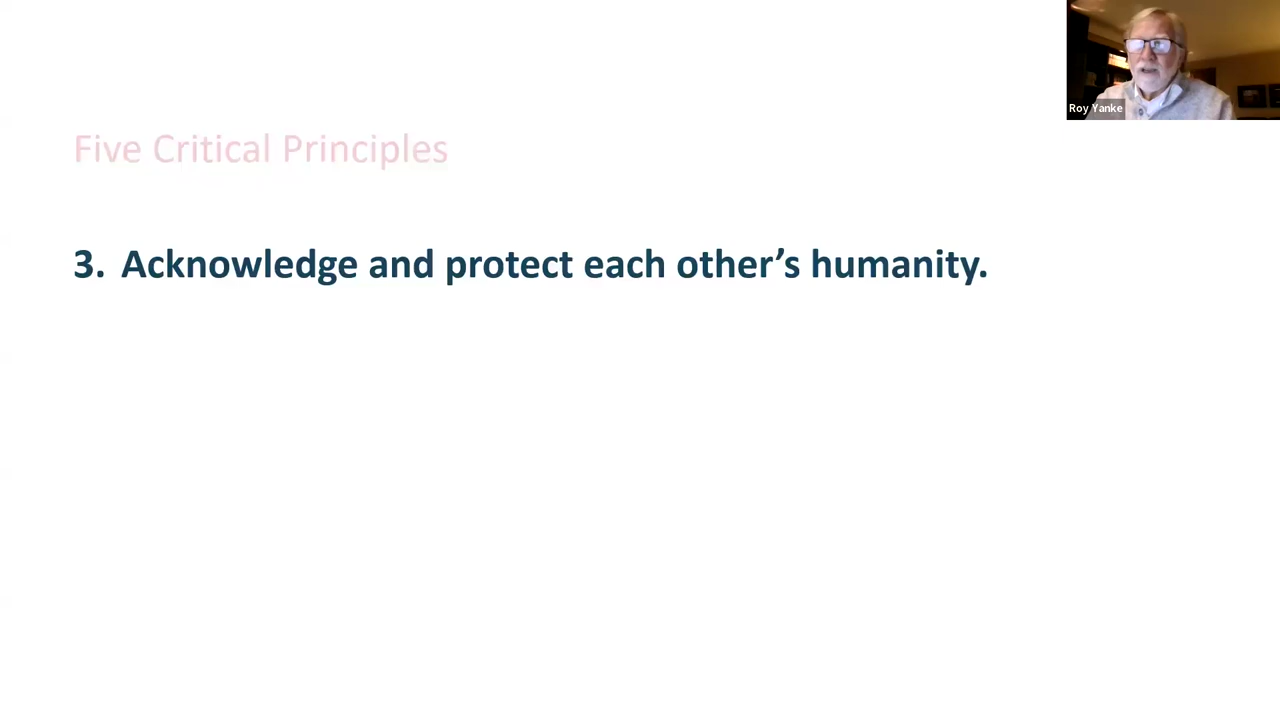 Roy Yanke
Five Critical Principles
3. Acknowledge and protect each other’s humanity.